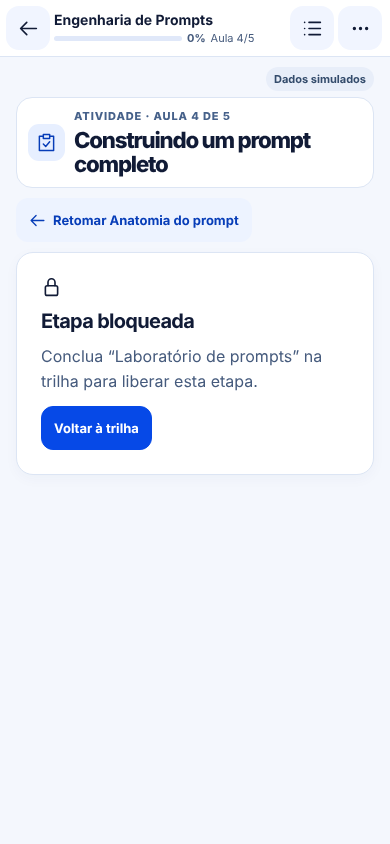 Engenharia de Prompts
0% Aula 4/5
Dados simulados
ATIVIDADE · AULA 4 DE 5
Construindo um prompt
completo
Retomar Anatomia do prompt
Etapa bloqueada
Conclua “Laboratório de prompts” na
trilha para liberar esta etapa.
Voltar à trilha